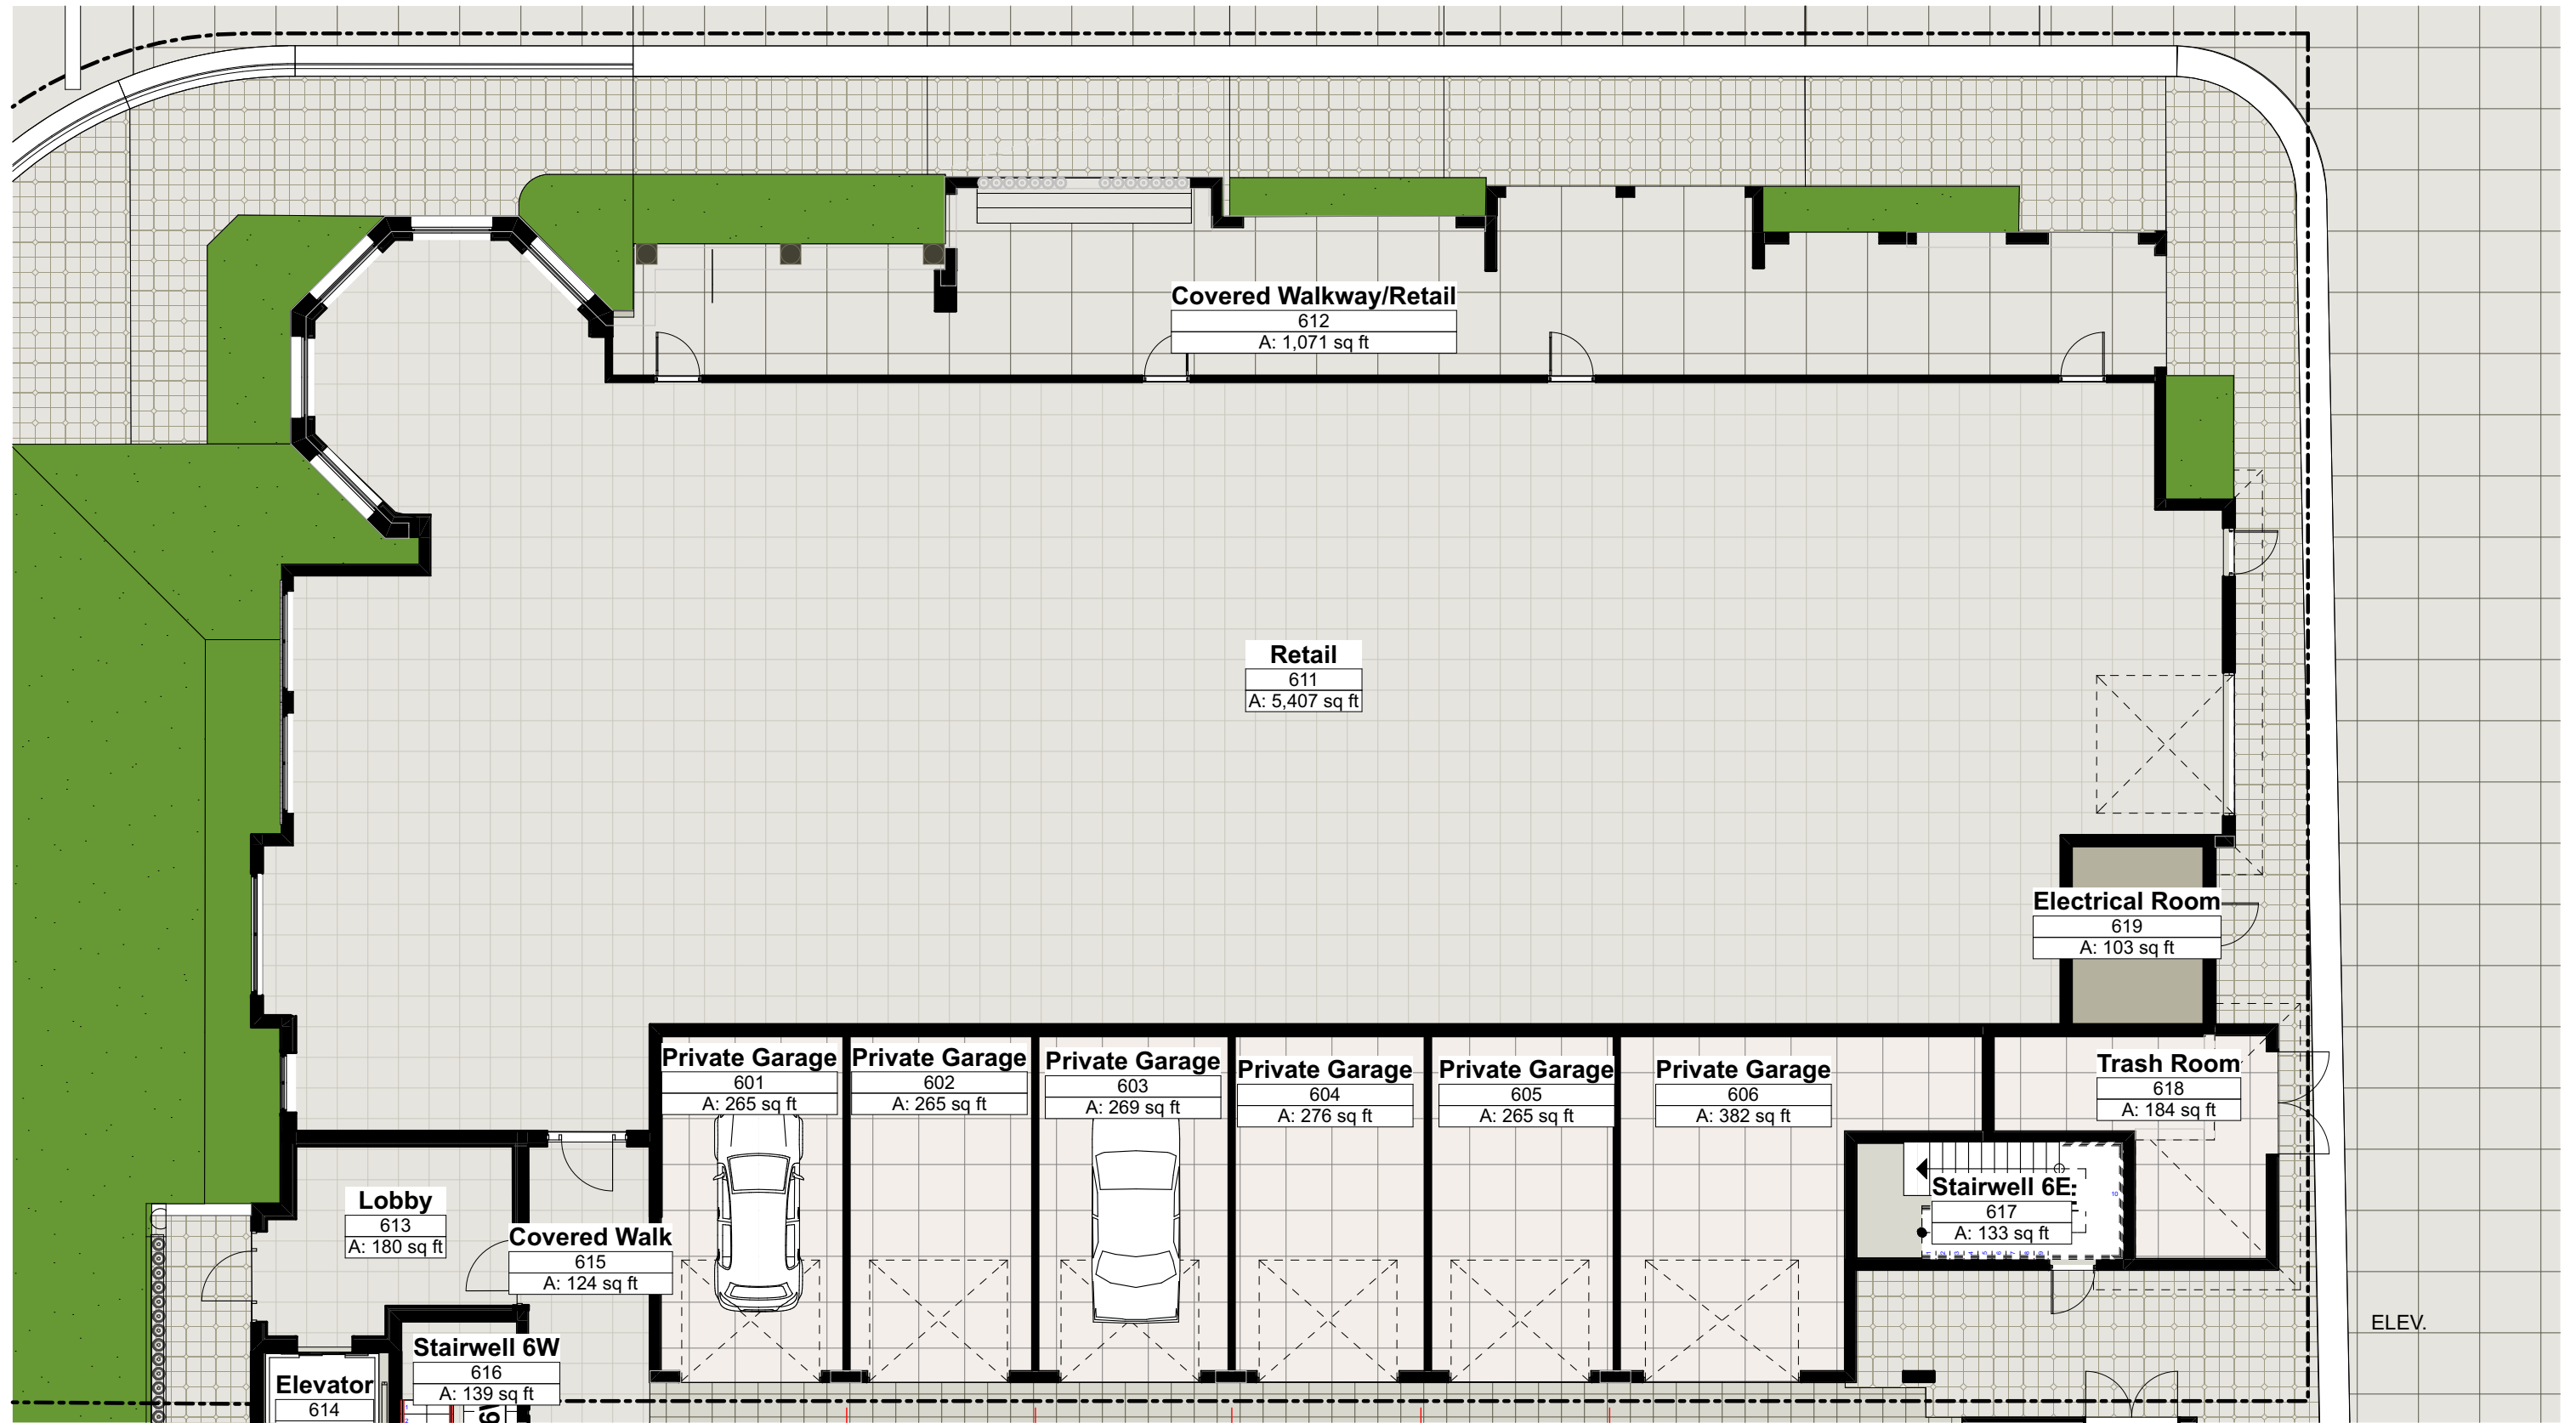 Covered Walkway/Retail
612
A: 1,071 sq ft
Retail
611
A: 5,407 sq ft
Electrical Room
619
A: 103 sq ft
Private Garage
601
A: 265 sq ft
Private Garage
602
A: 265 sq ft
Private Garage
603
A: 269 sq ft
Private Garage
604
A: 276 sq ft
Private Garage
605
A: 265 sq ft
Private Garage
606
A: 382 sq ft
Trash Room
618
A: 184 sq ft
Lobby
613
A: 180 sq ft
Covered Walk
615
A: 124 sq ft
Stairwell 6E
617
A: 133 sq ft
ELEV.
Stairwell 6W
616
A: 139 sq ft
Elevator
614